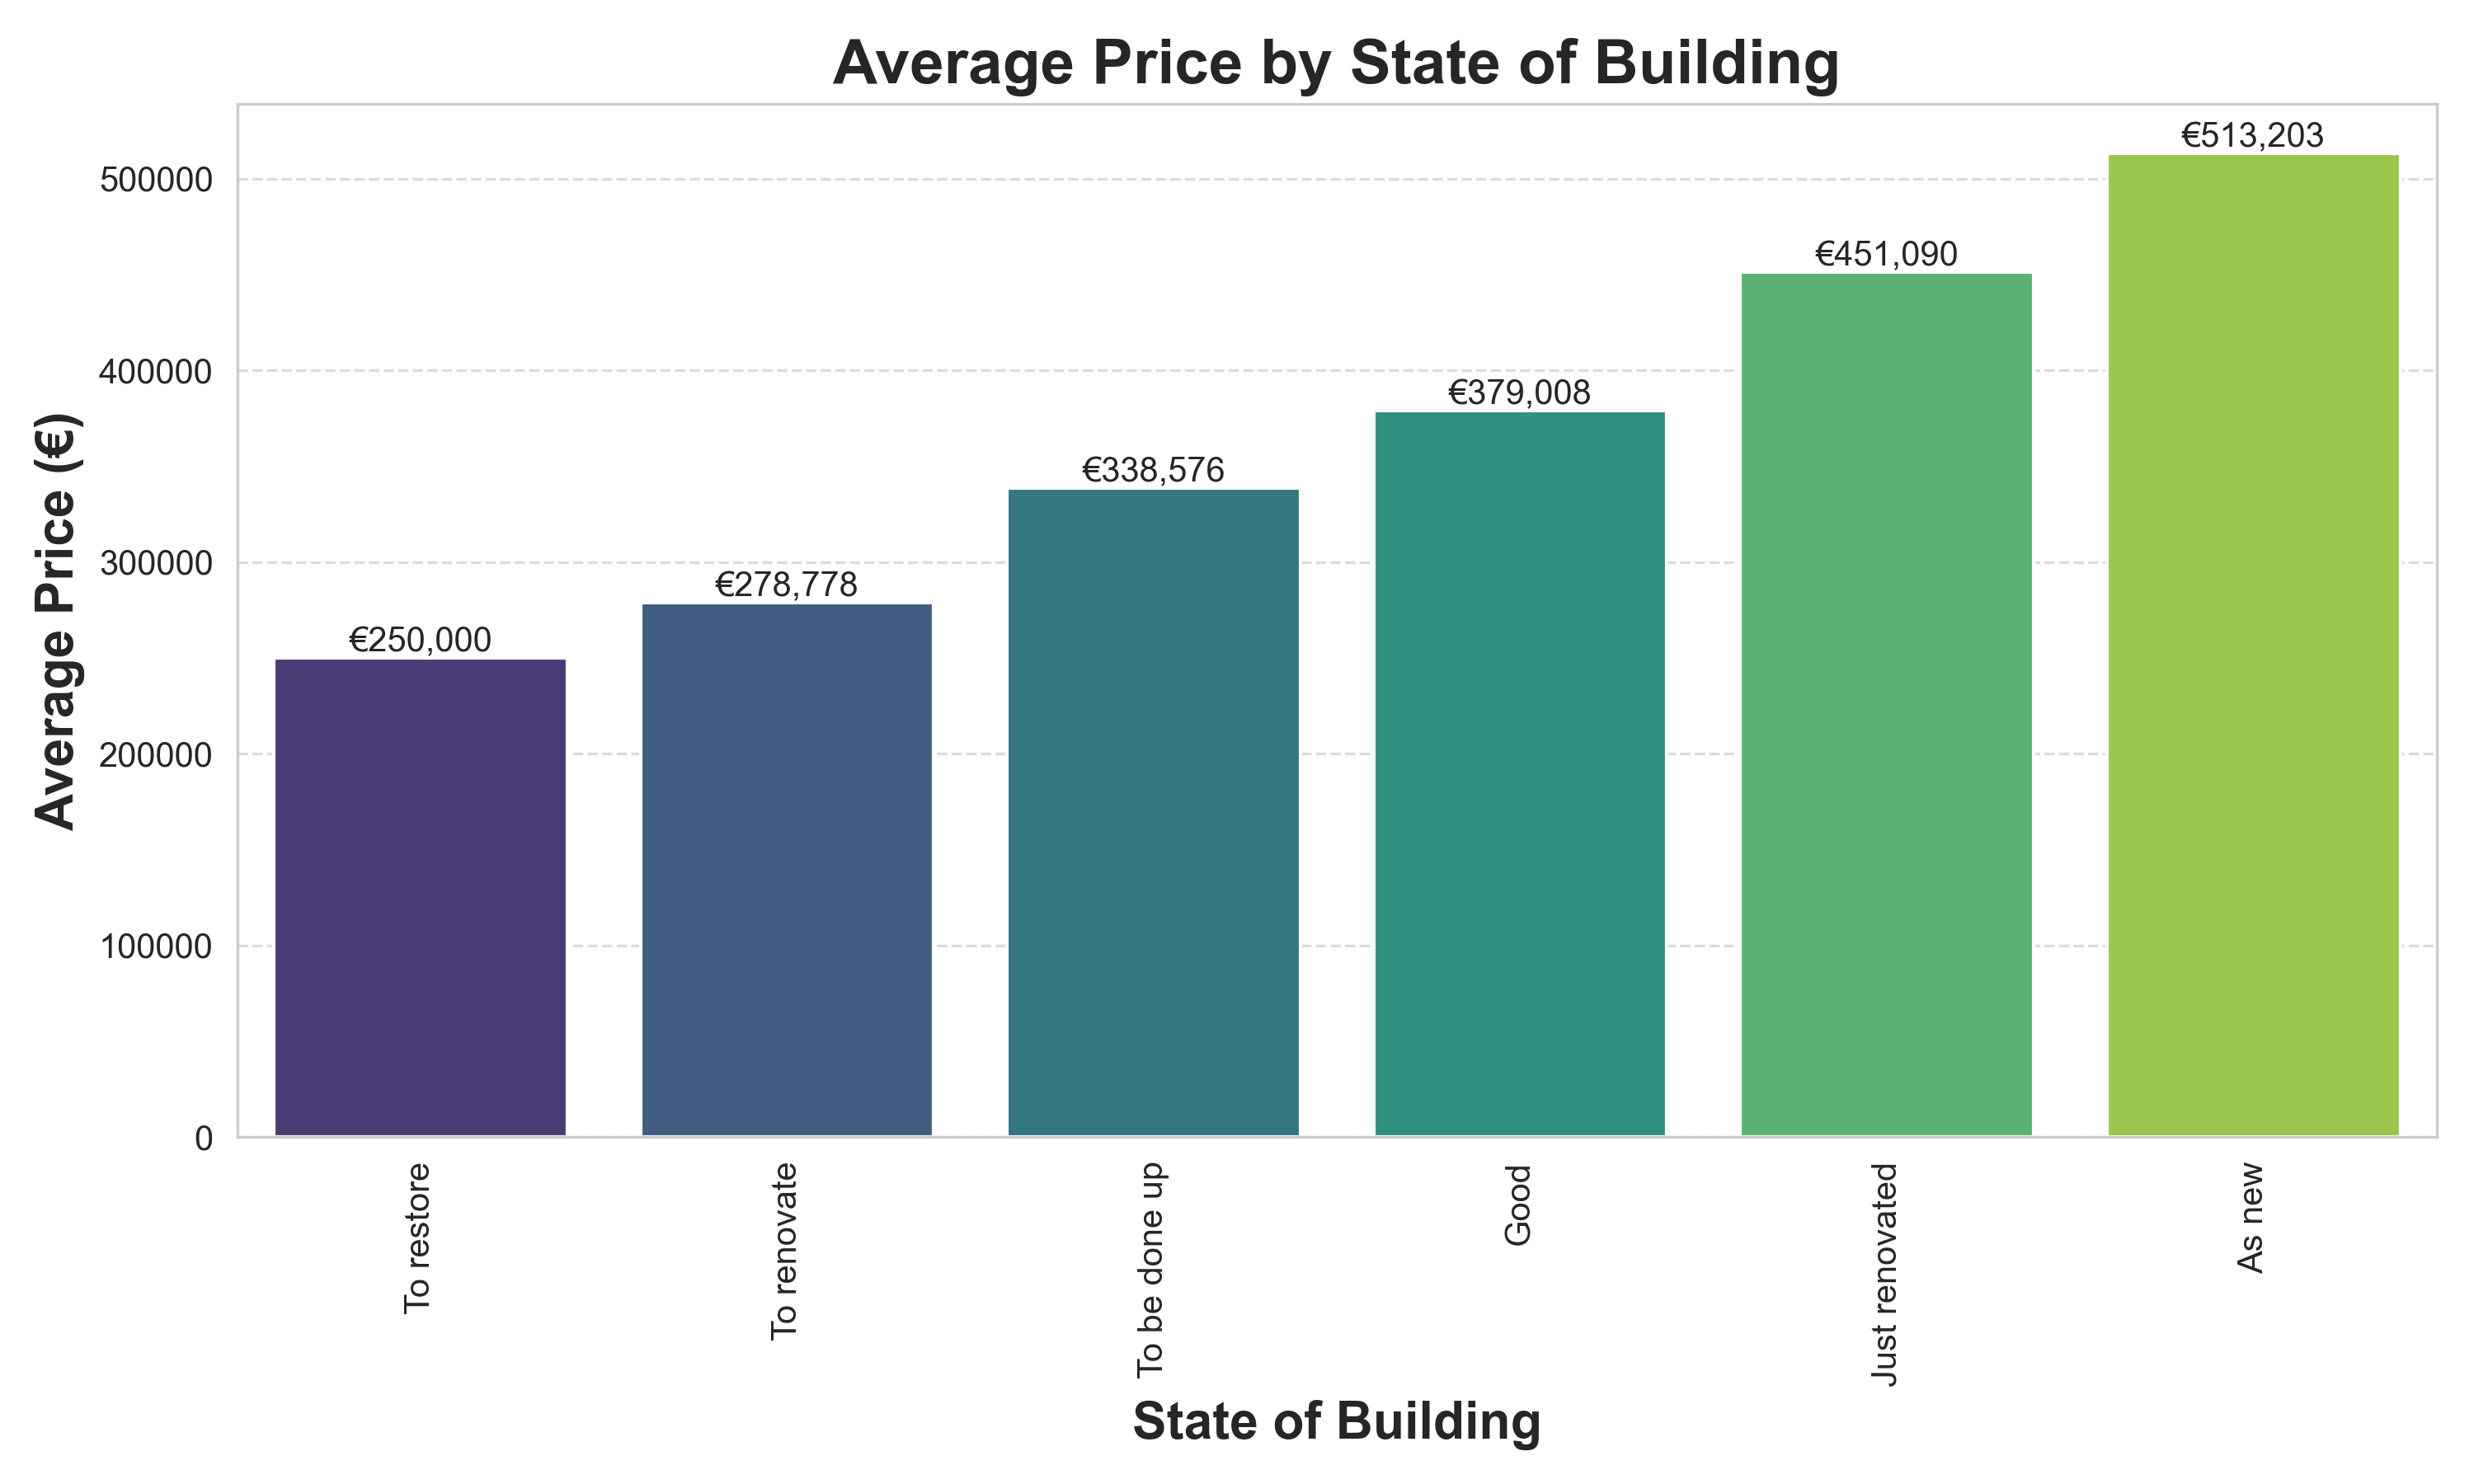 Average Price by State of Building
Average Price (€)
500000
400000
300000
200000
100000
0
€250,000
€278,778
€338,576
€379,008
€451,090
€513,203
To restore
To renovate
To be done up
Good
Just renovated
As new
State of Building